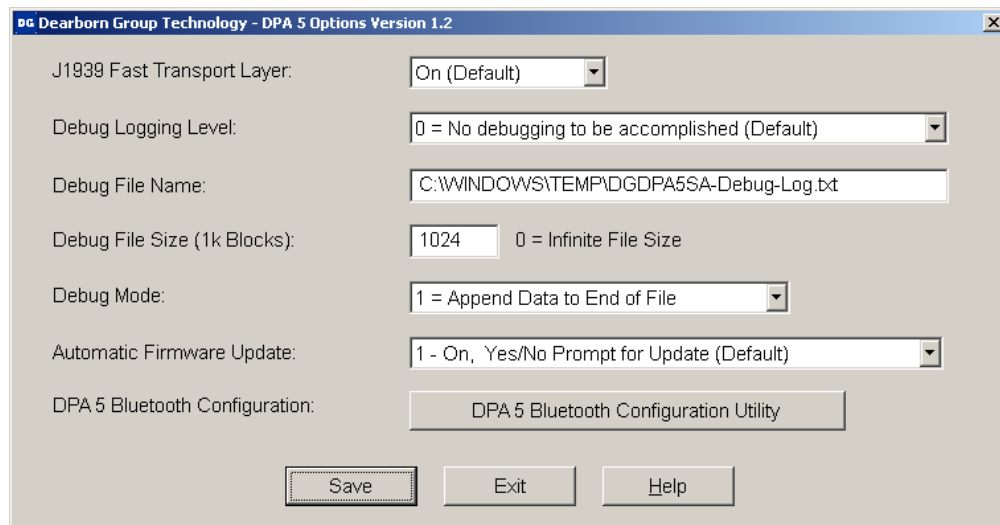 DG Dearborn Group Technology - DPA 5 Options Version 1.2
J1939 Fast Transport Layer: On (Default)
Debug Logging Level: 0 = No debugging to be accomplished (Default)
Debug File Name: C:\WINDOWS\TEMP\DGDPA5SA-Debug-Log.txt
Debug File Size (1k Blocks): 1024 0 = Infinite File Size
Debug Mode: 1 = Append Data to End of File
Automatic Firmware Update: 1 - On, Yes/No Prompt for Update (Default)
DPA 5 Bluetooth Configuration: DPA 5 Bluetooth Configuration Utility
Save Exit Help